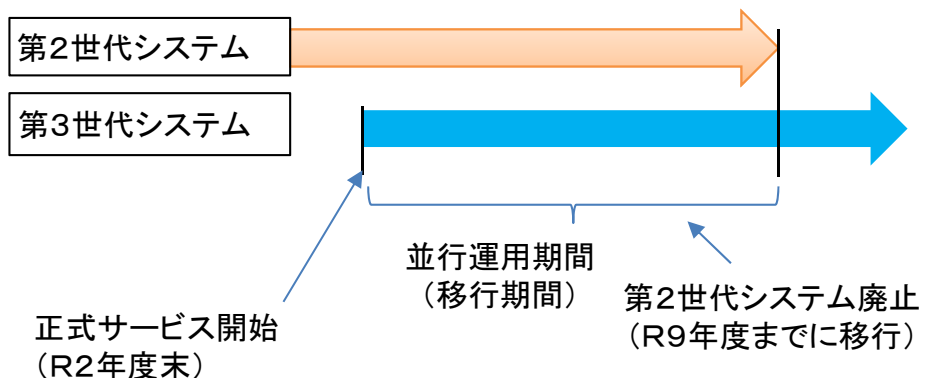 第２世代システム
第３世代システム
並行運用期間
（移行期間）
第２世代システム廃止
（R９年度までに移行）
正式サービス開始
（R２年度末）